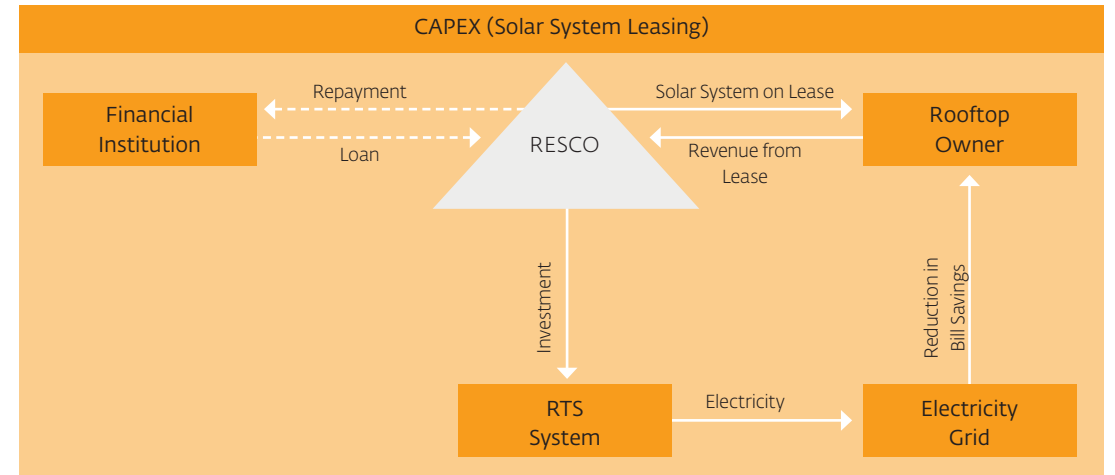 CAPEX (Solar System Leasing)
Financial
Institution
Repayment
Loan
RESCO
Solar System on Lease
Revenue from
Lease
Rooftop
Owner
Investment
Reduction in
Bill Savings
RTS
System
Electricity
Electricity
Grid